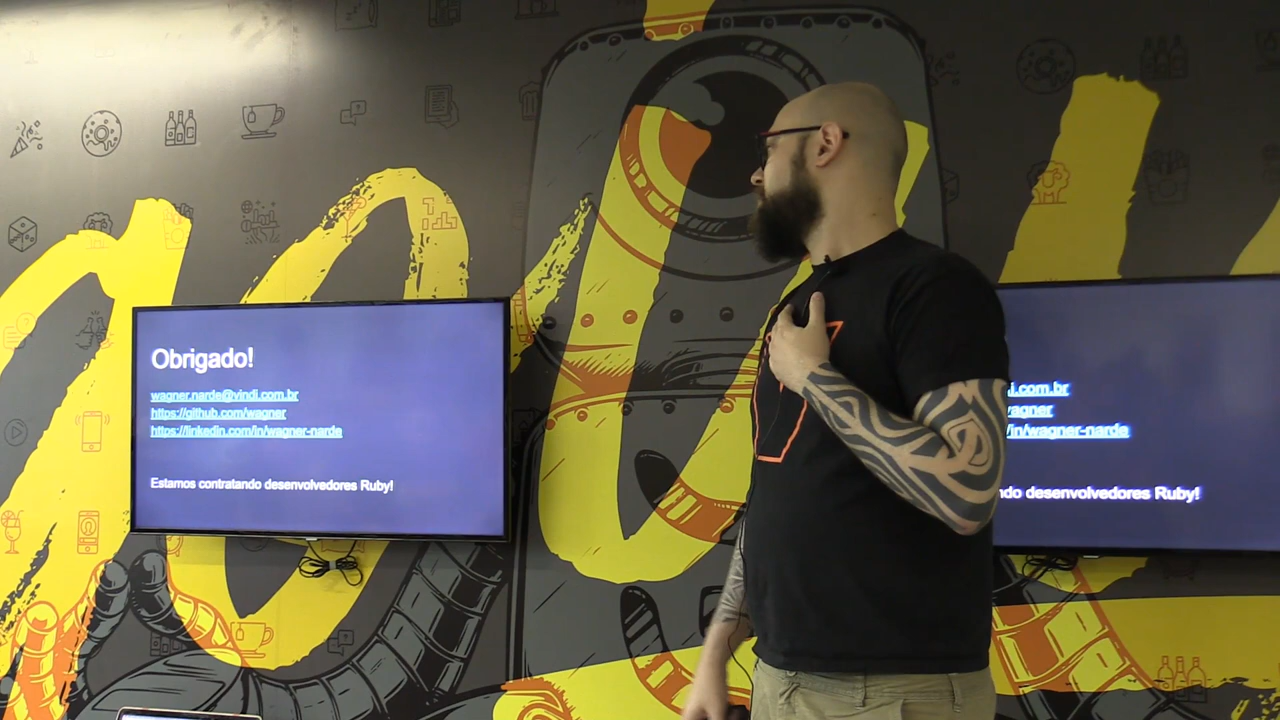 Obrigado!
wagner.narde@vindi.com.br
https://github.com/wagner
https://linkedin.com/in/wagner-narde
Estamos contratando desenvolvedores Ruby!
i.com.br
vagner
/in/wagner-narde
ndo desenvolvedores Ruby!